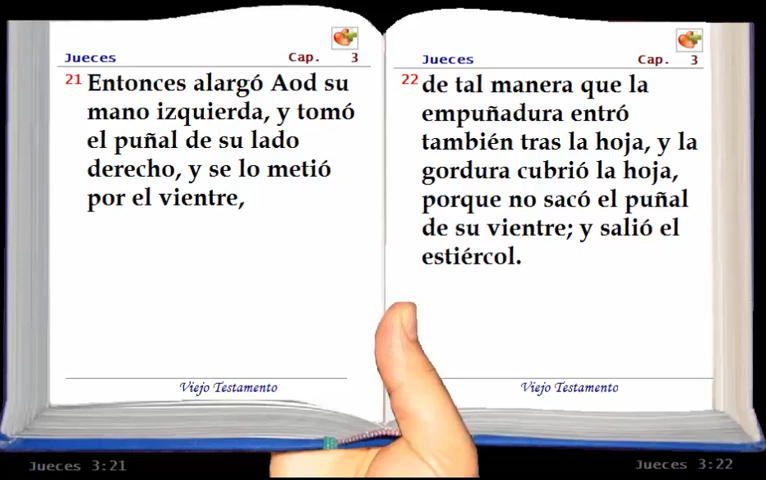 Jueces Cap. 3
21 Entonces alargó Aod su
mano izquierda, y tomó
el puñal de su lado
derecho, y se lo metió
por el vientre,
Viejo Testamento
Jueces 3:21
Jueces Cap. 3
22 de tal manera que la
empuñadura entró
también tras la hoja, y la
gordura cubrió la hoja,
porque no sacó el puñal
de su vientre; y salió el
estiércol.
Viejo Testamento
Jueces 3:22